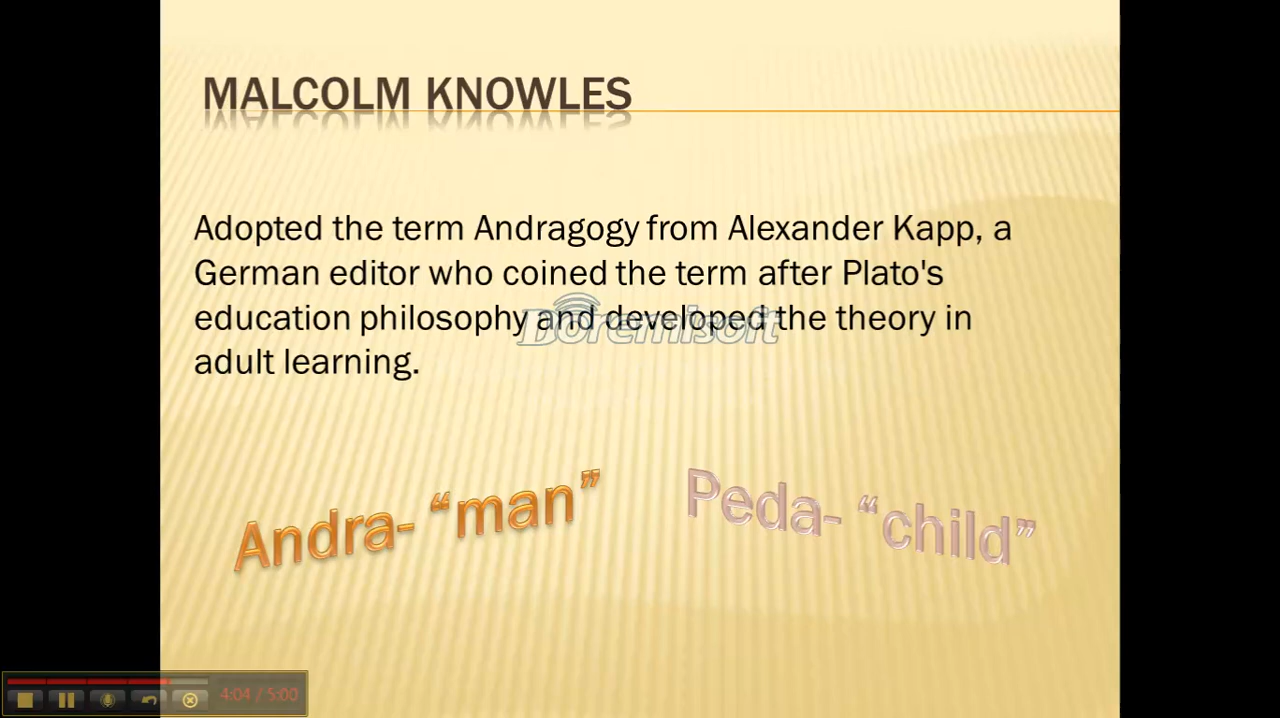 MALCOLM KNOWLES
Adopted the term Andragogy from Alexander Kapp, a
German editor who coined the term after Plato's
education philosophy and developed the theory in
adult learning.
Doremisoft
Andra- “man”
Peda- “child”
4:04 / 5:00